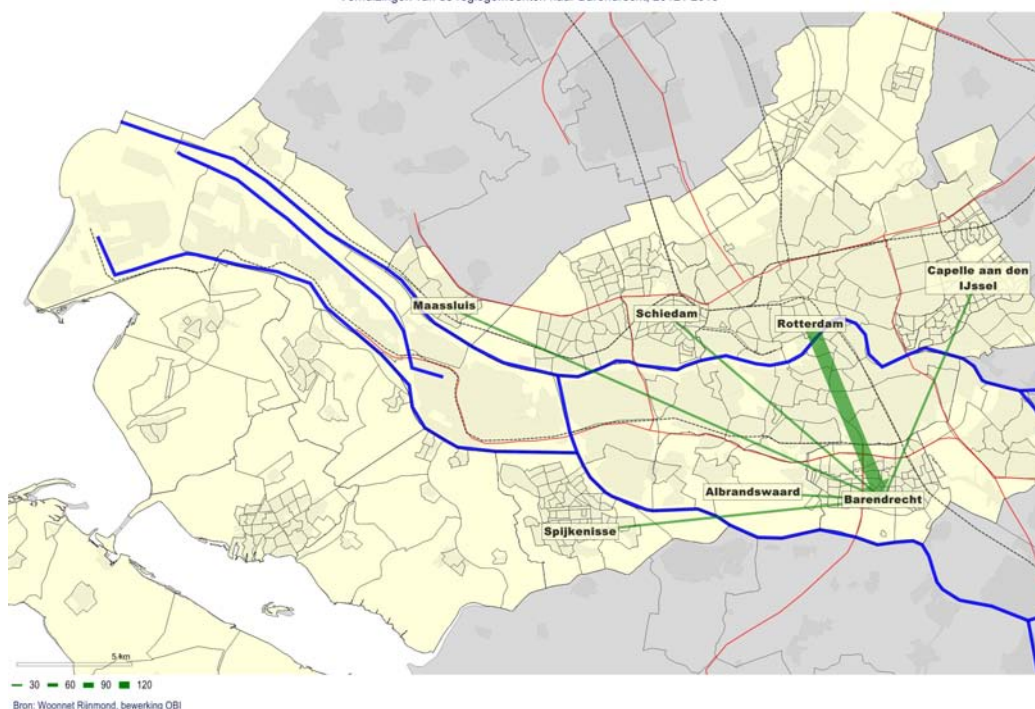 Maassluis
Schiedam
Rotterdam
Capelle aan den
IJssel
Albrandswaard
Barendrecht
Spijkenisse
5 km
30 60 90 120
Bron: Woonnet Rijnmond, bewerking OBI